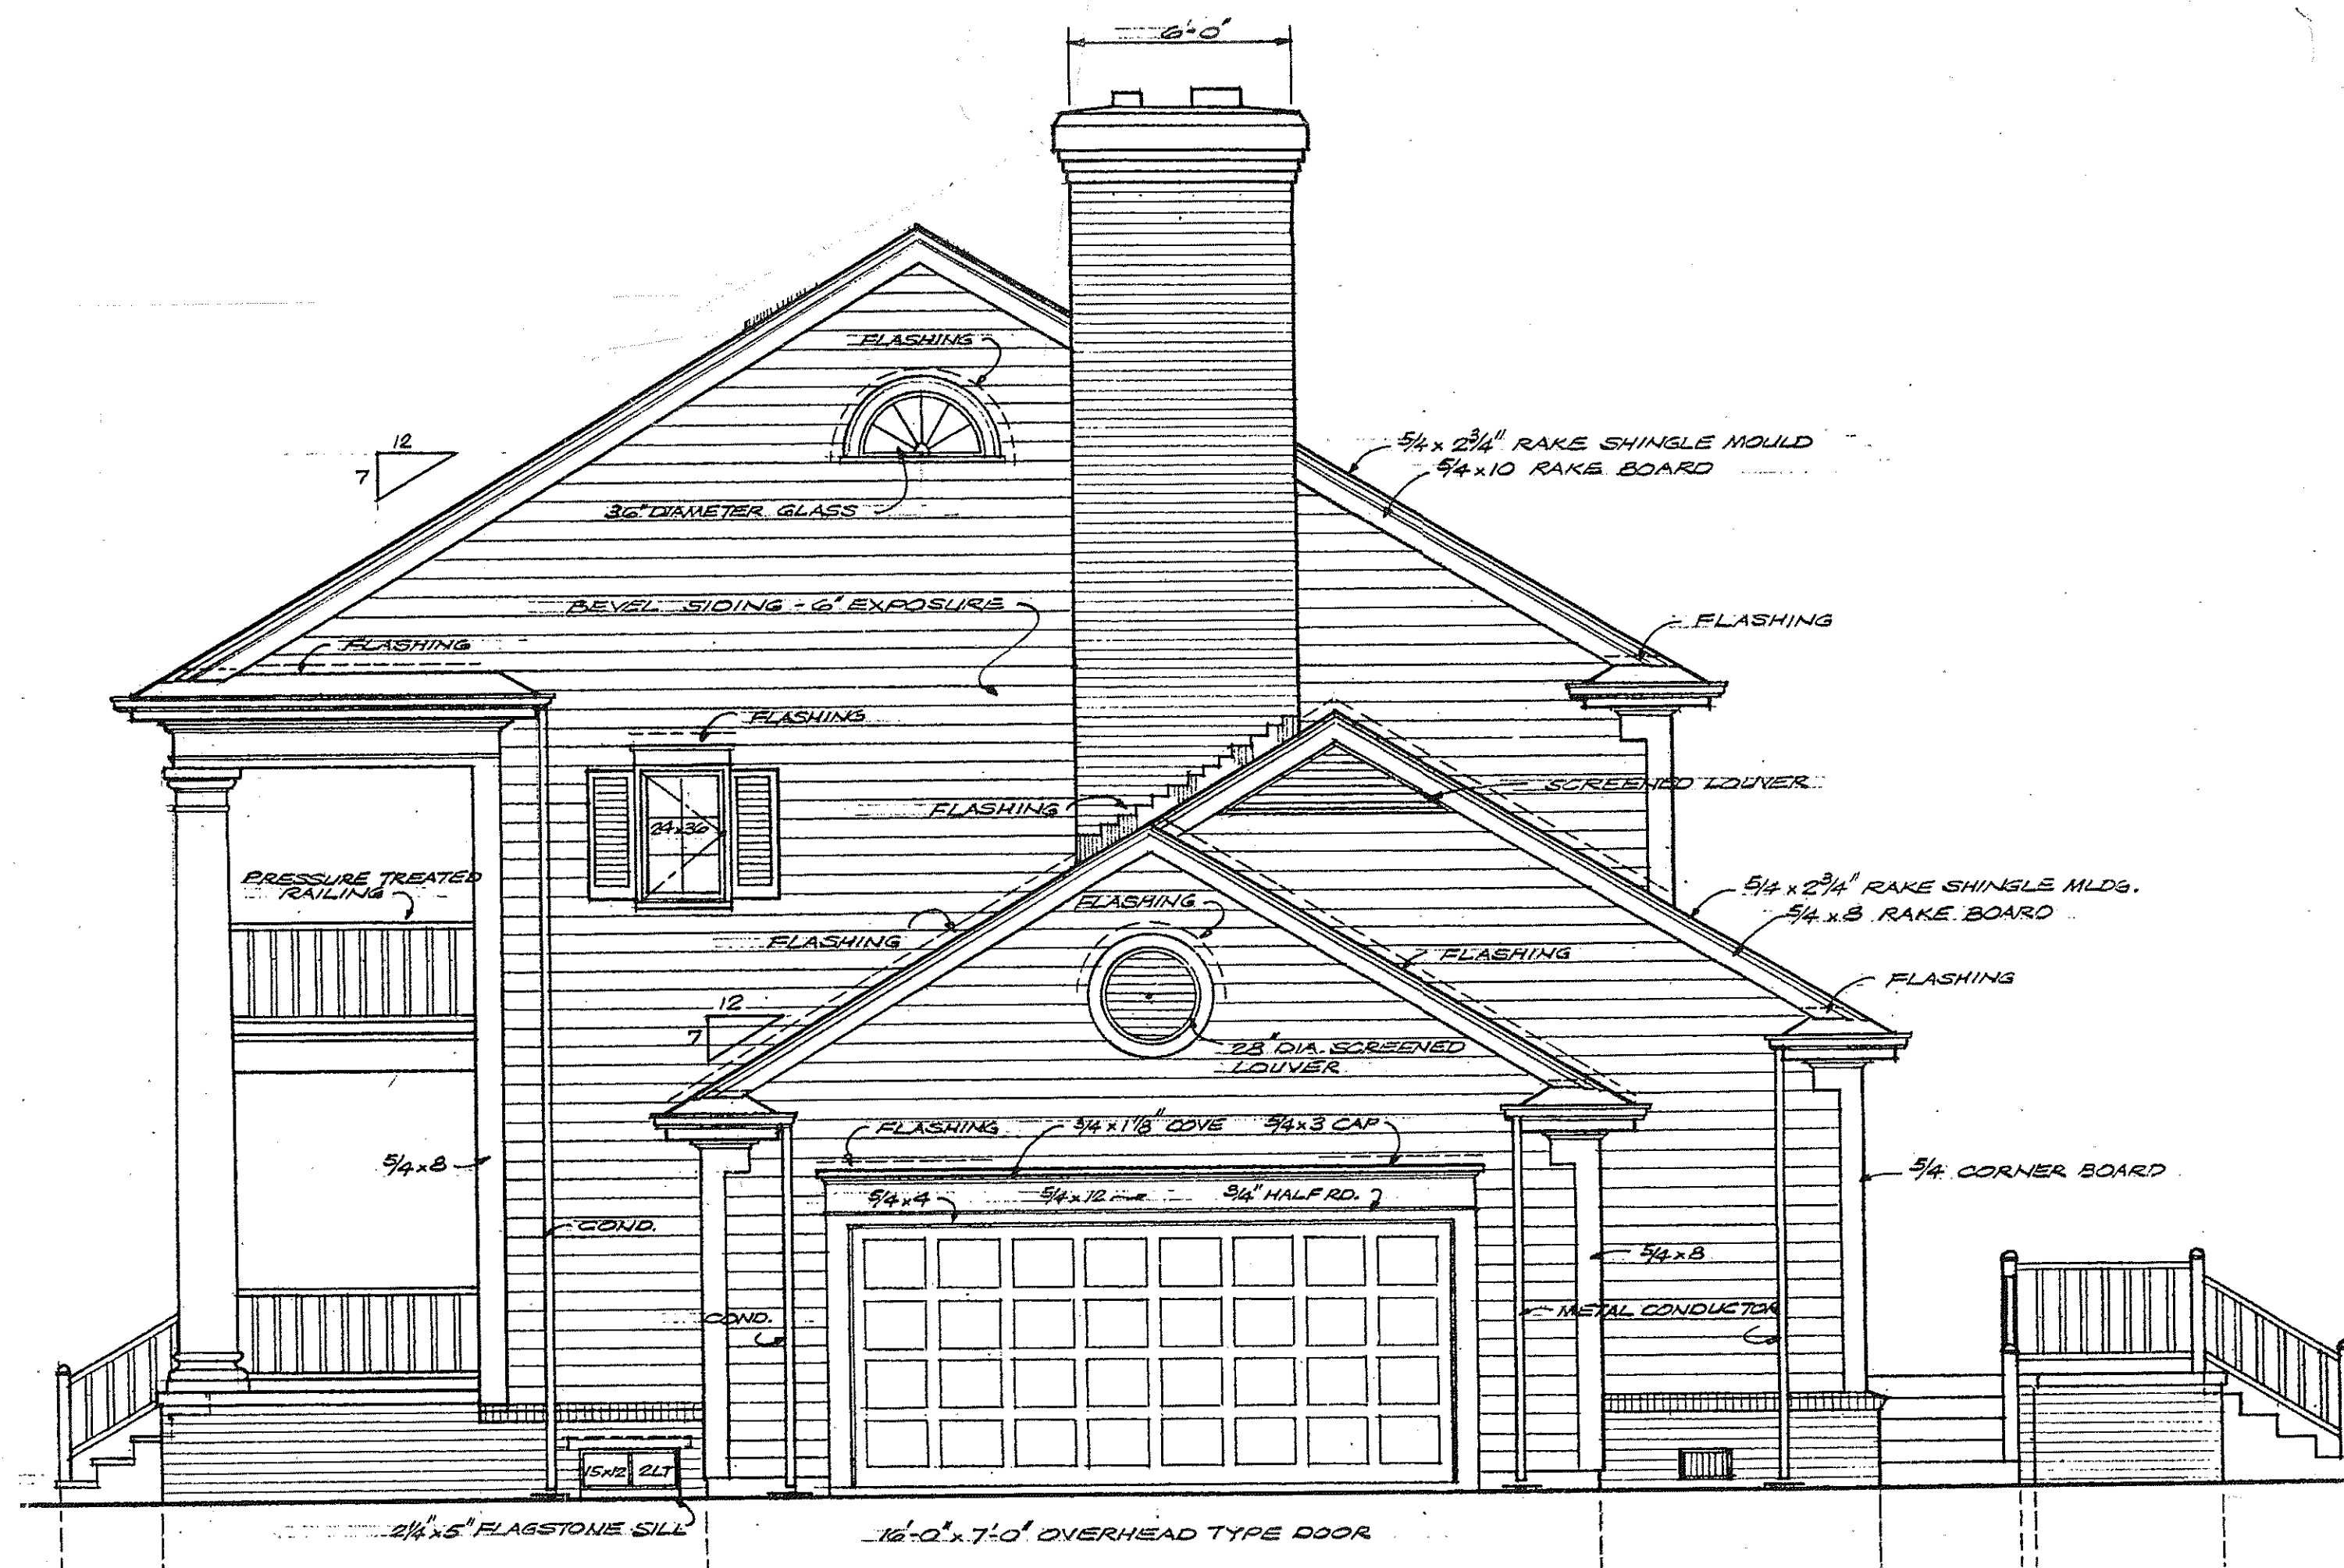 6'-0"
FLASHING
12
7
5/4 x 2 3/4" RAKE SHINGLE MOULD
5/4 x 10 RAKE BOARD
36" DIAMETER GLASS
BEVEL SIDING - 6" EXPOSURE
FLASHING
FLASHING
FLASHING
SCREENED LOUVER
FLASHING
24x36
PRESSURE TREATED
RAILING
5/4 x 2 3/4" RAKE SHINGLE MLDG.
5/4 x 8 RAKE BOARD
FLASHING
FLASHING
FLASHING
FLASHING
12
7
28" DIA. SCREENED
LOUVER
FLASHING
3/4 x 1 1/8" COVE
5/4 x 3 CAP
5/4 x 8
5/4 CORNER BOARD
5/4 x 4
5/4 x 12
3/4" HALF RD.
COND.
5/4 x 8
COND.
METAL CONDUCTOR
15x12
2LT
2 1/4" x 5" FLAGSTONE SILL
16'-0" x 7'-0" OVERHEAD TYPE DOOR